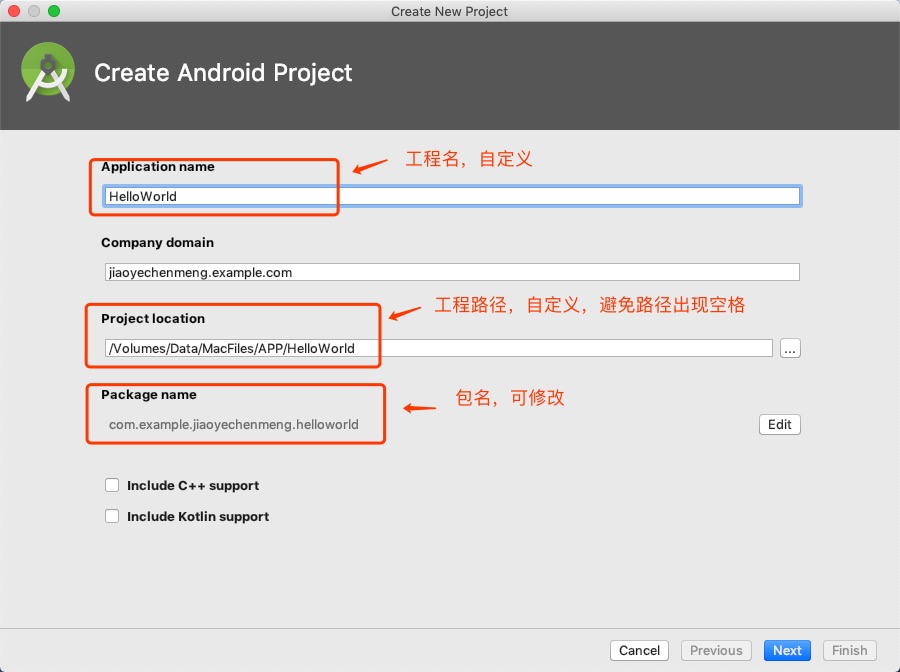 Create New Project
Create Android Project
Application name
工程名，自定义
HelloWorld
Company domain
jiaoyechenmeng.example.com
工程路径，自定义，避免路径出现空格
Project location
/Volumes/Data/MacFiles/APP/HelloWorld
...
Package name
包名，可修改
com.example.jiaoyechenmeng.helloworld
Edit
Include C++ support
Include Kotlin support
Cancel
Previous
Next
Finish